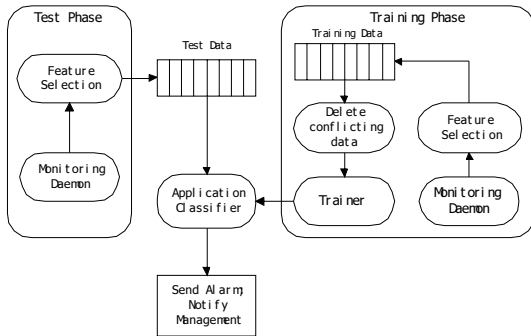 Test Phase
Training Phase
Test Data
Training Data
Feature
Selection
Delete
conflicting
data
Feature
Selection
Monitoring
Daemon
Application
Classifier
Trainer
Monitoring
Daemon
Send Alarm;
Notify
Management